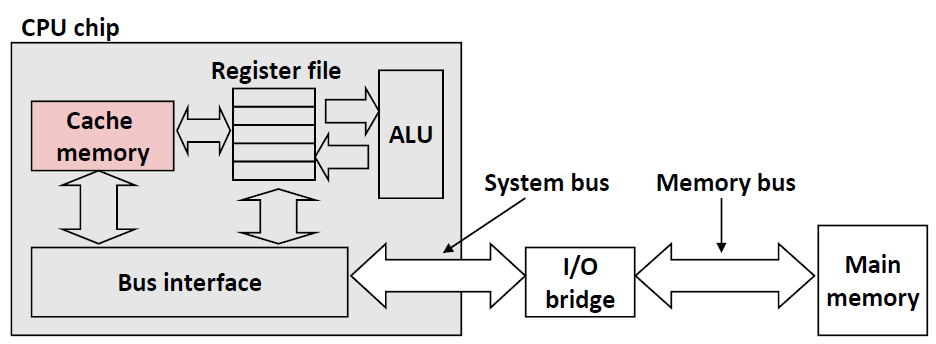 CPU chip
Register file
Cache
memory
ALU
System bus
Memory bus
Bus interface
I/O
bridge
Main
memory